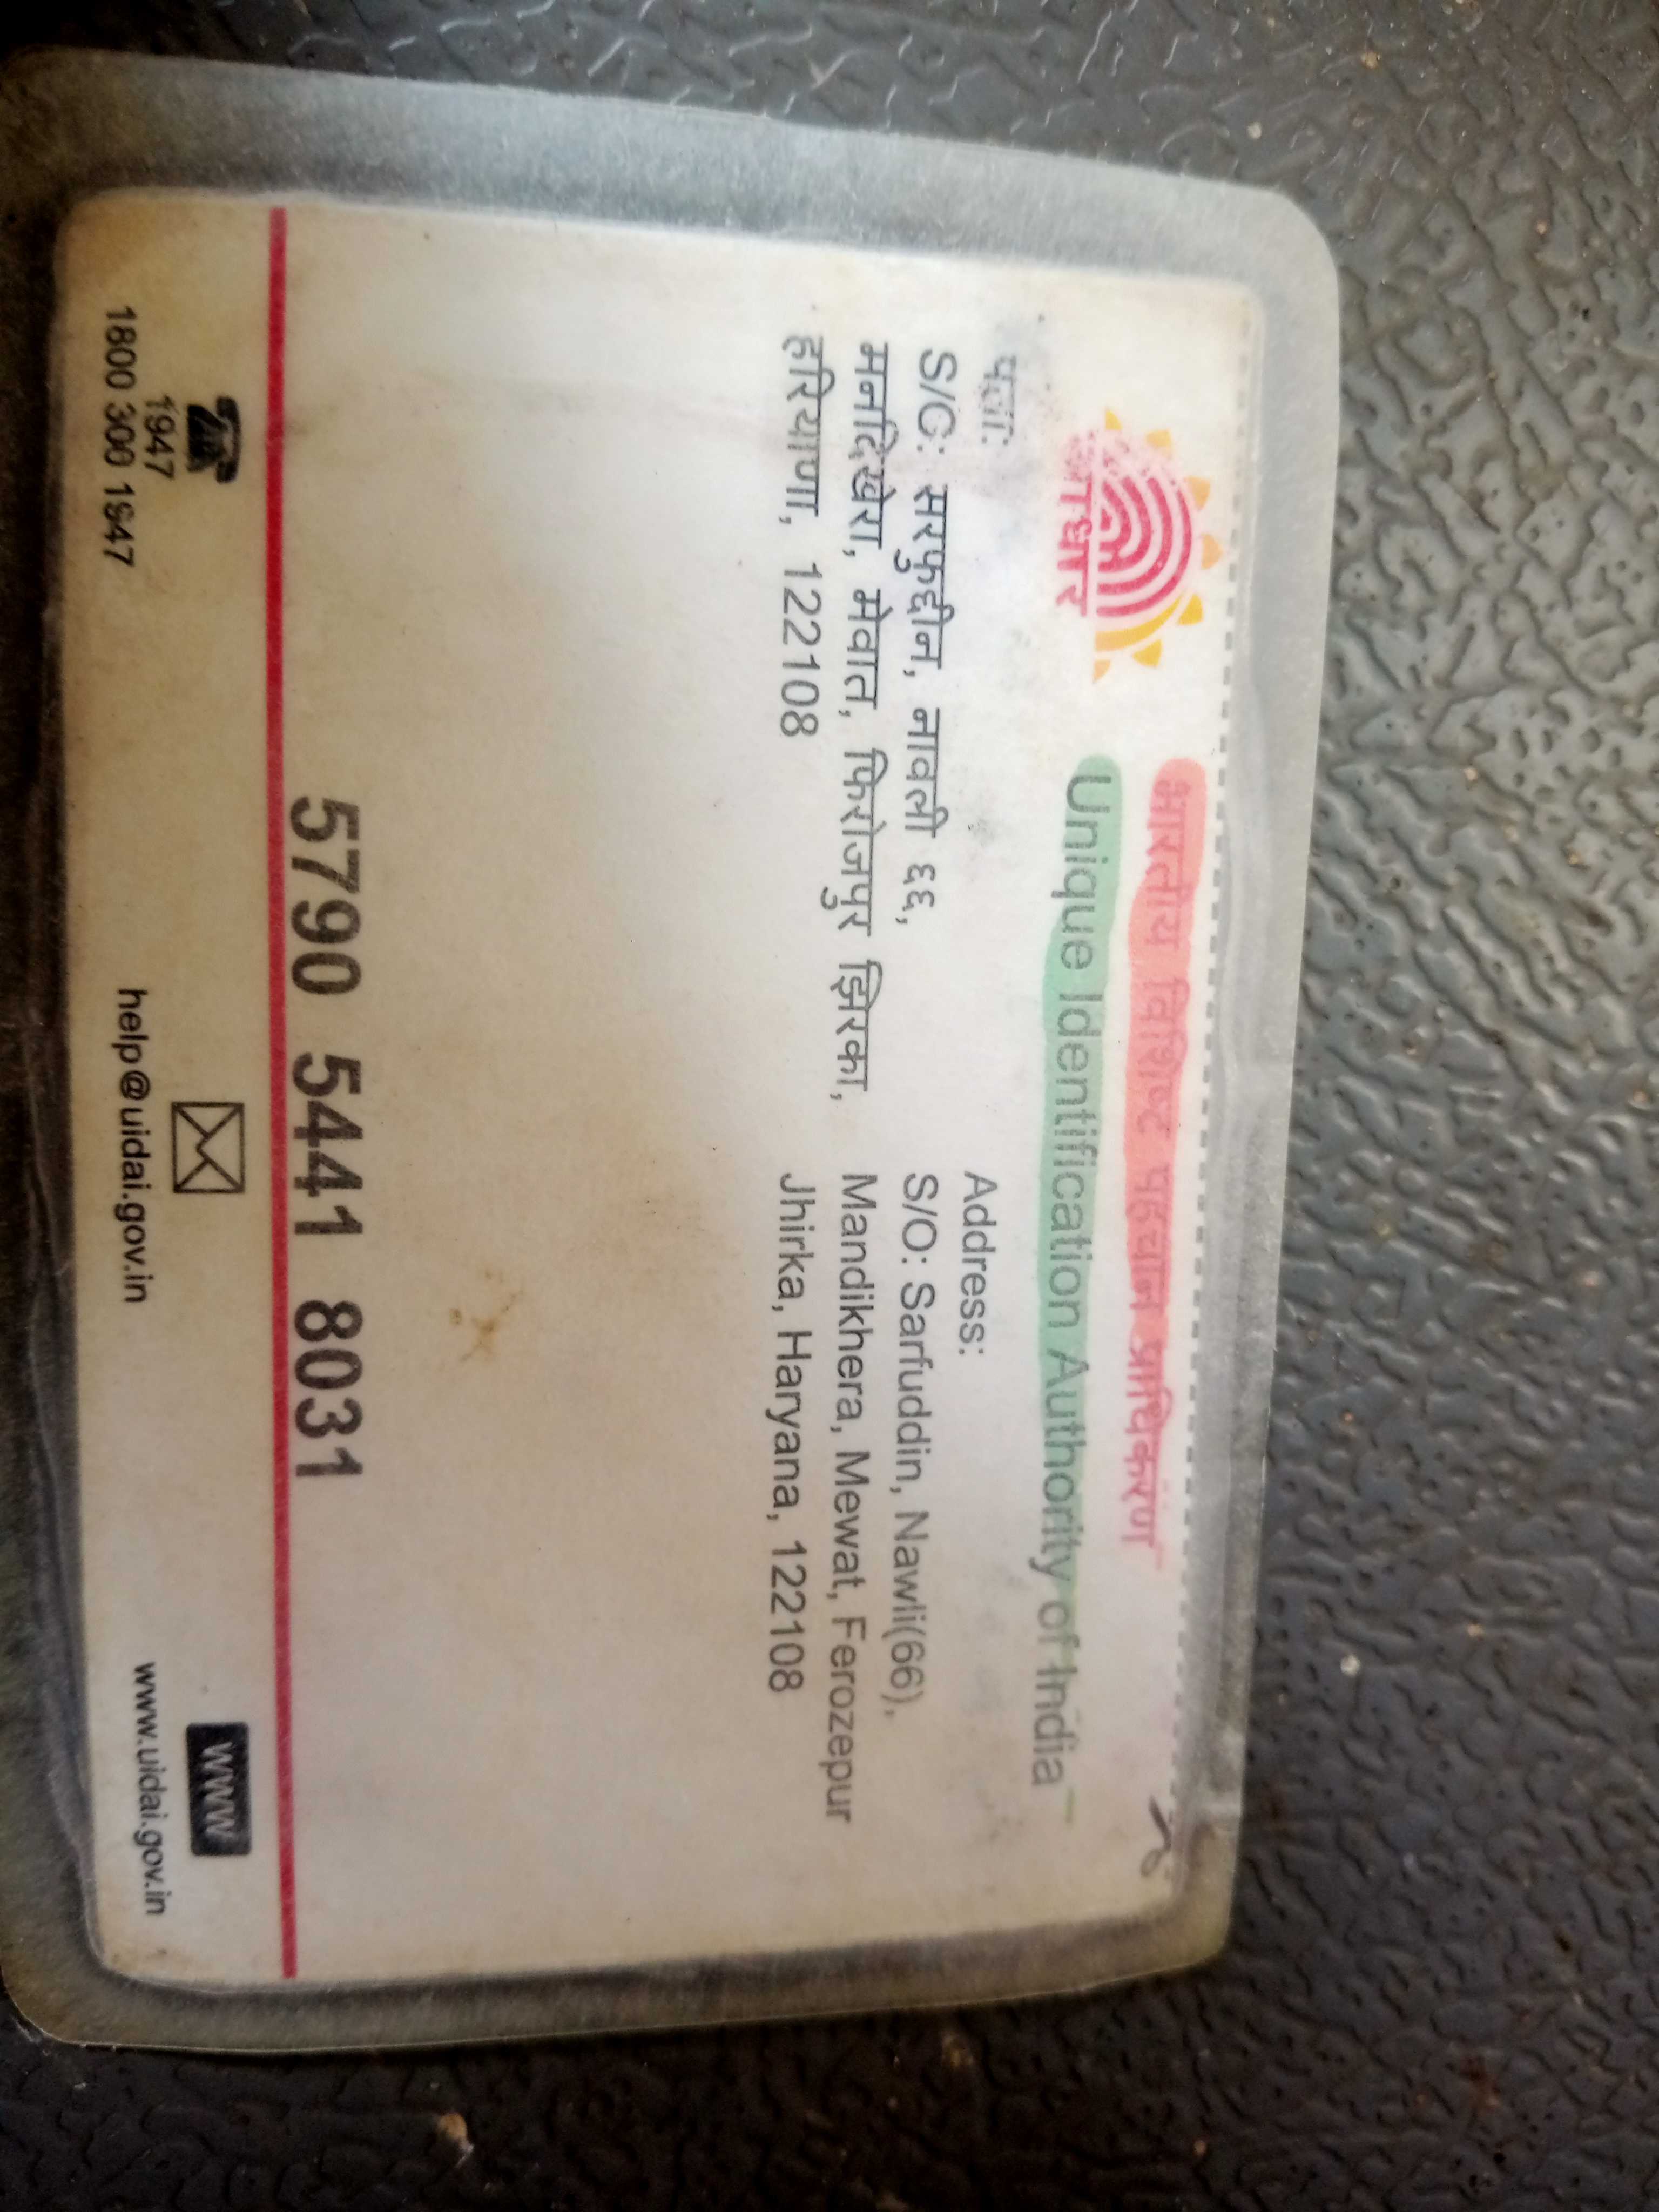 भारतीय विशिष्ट पहचान प्राधिकरण
Unique Identification Authority of India
आधार
पता:
S/O: सरफुद्दीन, नावली ६६,
मनदिखेरा, मेवात, फिरोजपुर झिरका,
हरियाणा, 122108
Address:
S/O: Sarfuddin, Nawli(66),
Mandikhera, Mewat, Ferozepur
Jhirka, Haryana, 122108
5790 5441 8031
1947
1800 300 1947
help@uidai.gov.in
www
www.uidai.gov.in